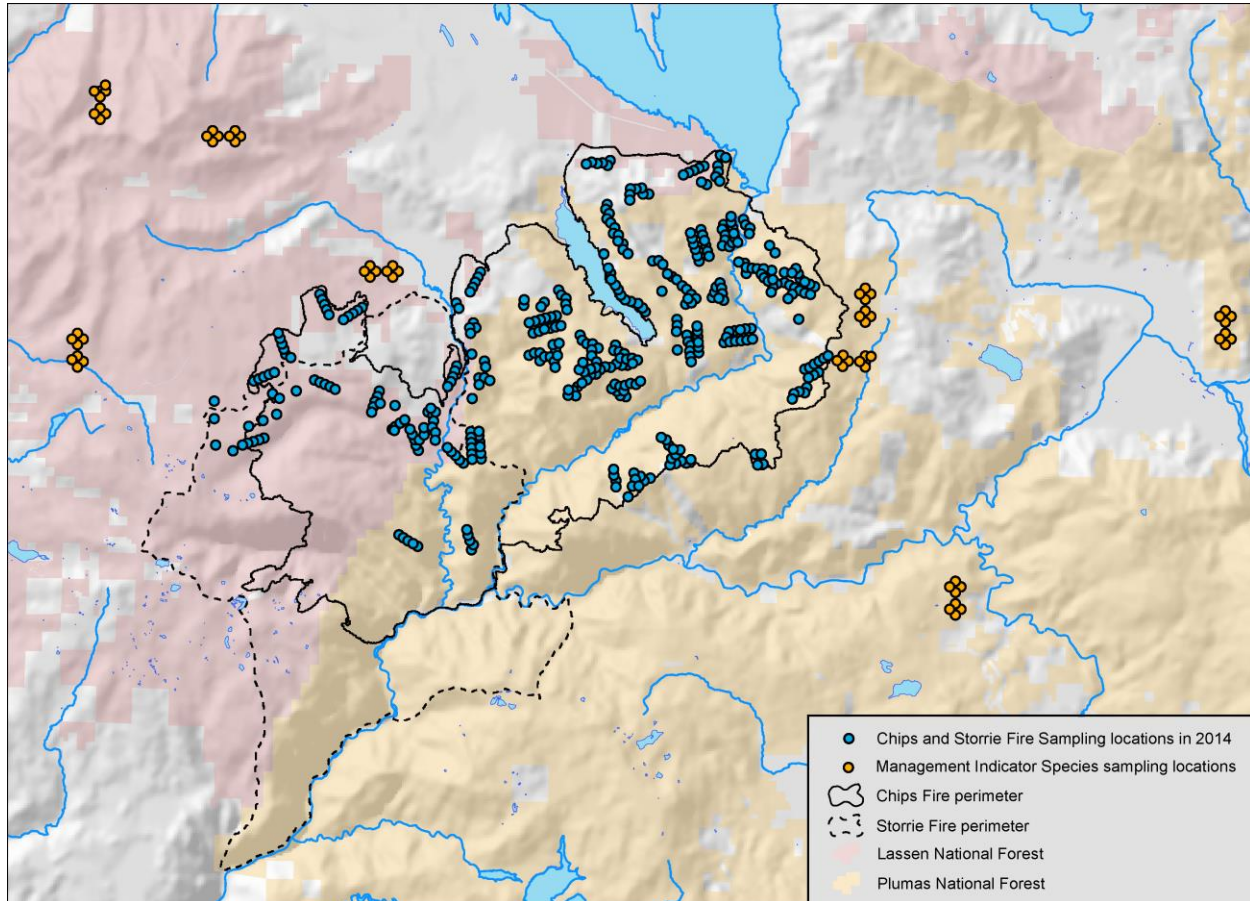 Chips and Storrie Fire Sampling locations in 2014
Management Indicator Species sampling locations
Chips Fire perimeter
Storrie Fire perimeter
Lassen National Forest
Plumas National Forest